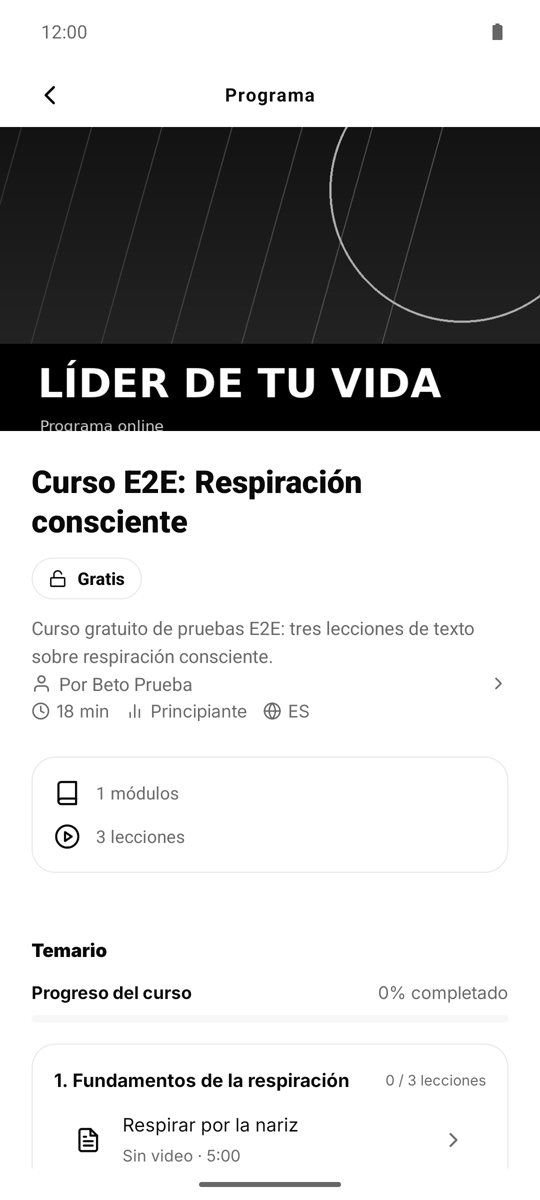 12:00
Programa
LÍDER DE TU VIDA
Programa online
Curso E2E: Respiración
consciente
Gratis
Curso gratuito de pruebas E2E: tres lecciones de texto
sobre respiración consciente.
Por Beto Prueba
18 min Principiante ES
1 módulos
3 lecciones
Temario
Progreso del curso 0% completado
1. Fundamentos de la respiración 0 / 3 lecciones
Respirar por la nariz
Sin video · 5:00